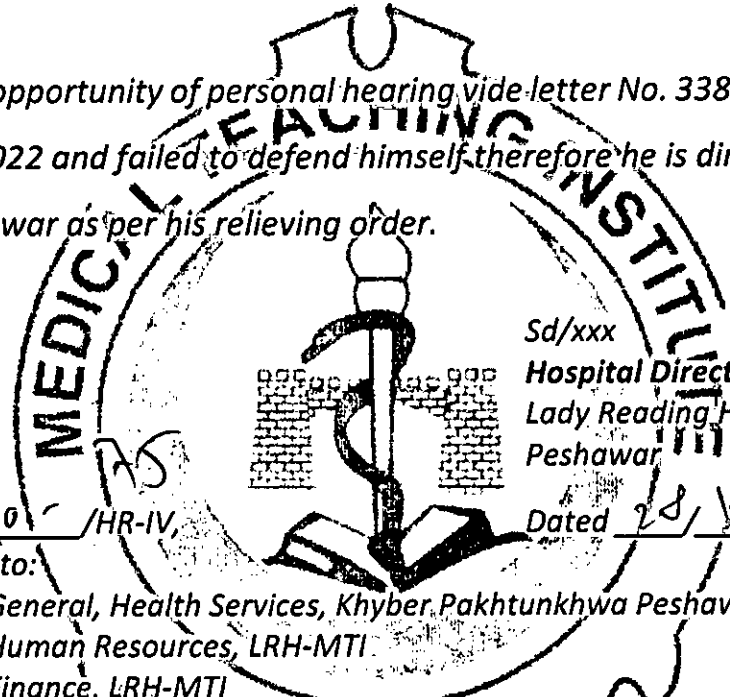 opportunity of personal hearing vide letter No. 338
022 and failed to defend himself therefore he is dir
war as per his relieving order.
MEDICAL TEACHING INSTITUTE
Sd/xxx
Hospital Direct
Lady Reading H
Peshawar
/HR-IV,
Dated 28/
to:
General, Health Services, Khyber Pakhtunkhwa Peshaw
Human Resources, LRH-MTI
Finance, LRH-MTI